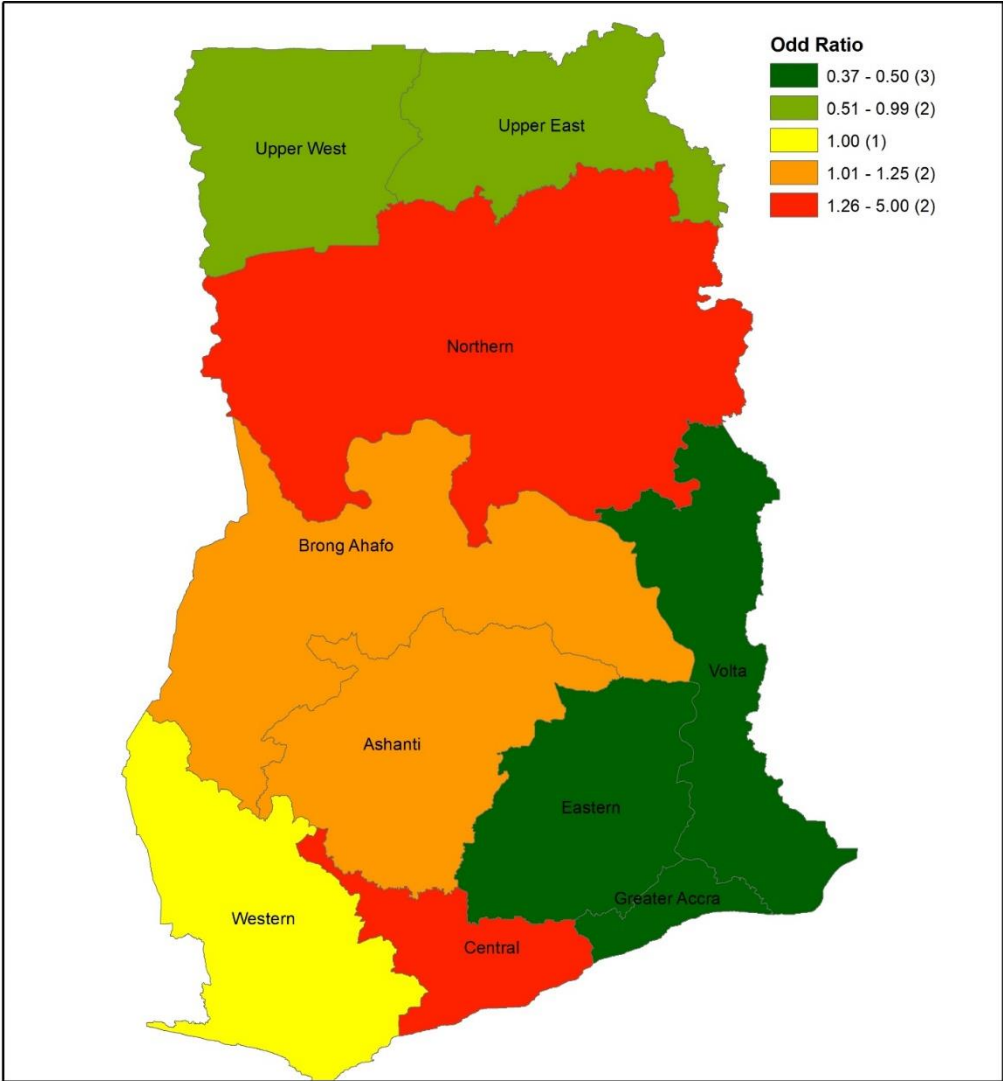 Odd Ratio
0.37 - 0.50 (3)
0.51 - 0.99 (2)
1.00 (1)
1.01 - 1.25 (2)
1.26 - 5.00 (2)
Upper East
Upper West
Northern
Brong Ahafo
Volta
Ashanti
Eastern
Greater Accra
Western
Central